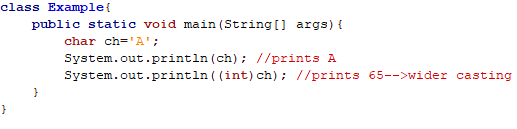 class Example{
public static void main(String[] args){
char ch='A';
System.out.println(ch); //prints A
System.out.println((int)ch); //prints 65-->wider casting
}
}